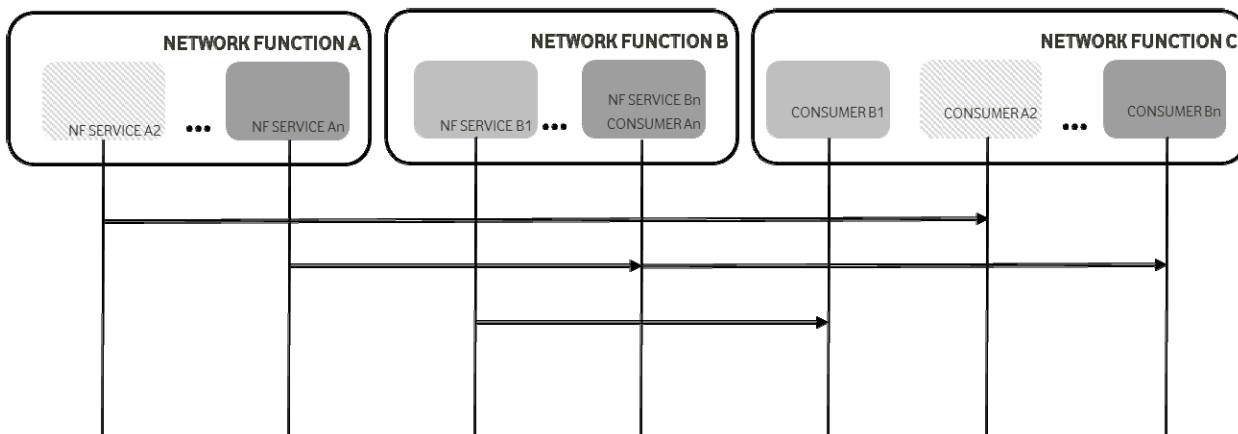 NETWORK FUNCTION A
NF SERVICE A2
...
NF SERVICE An
NETWORK FUNCTION B
NF SERVICE B1
...
NF SERVICE Bn
CONSUMER An
NETWORK FUNCTION C
CONSUMER B1
CONSUMER A2
...
CONSUMER Bn